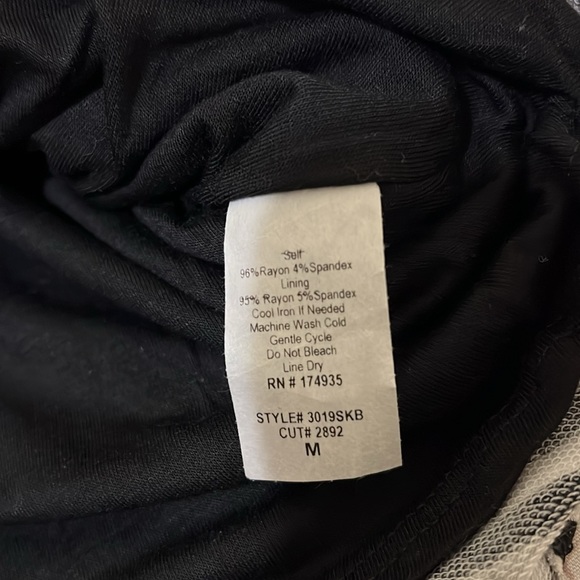 Self
96%Rayon 4%Spandex
Lining
95% Rayon 5%Spandex
Cool Iron If Needed
Machine Wash Cold
Gentle Cycle
Do Not Bleach
Line Dry
RN # 174935
STYLE# 3019SKB
CUT# 2892
M